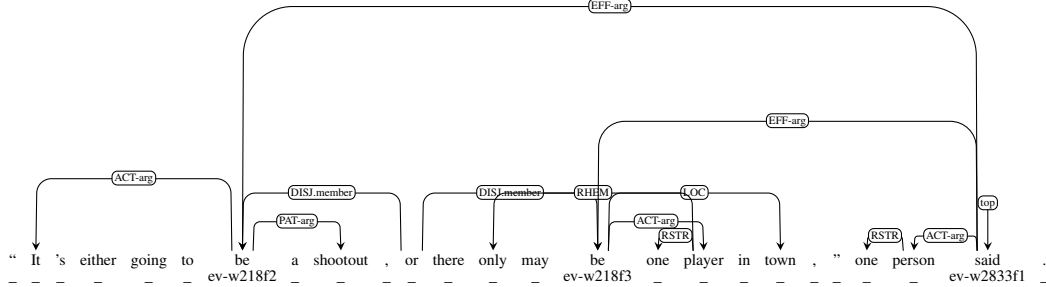 EFF-arg
EFF-arg
ACT-arg DISJ.member DISJ.member RHEM LOC
top
PAT-arg ACT-arg
RSTR RSTR ACT-arg
“ It 's either going to be a shootout , or there only may be one player in town , ” one person said .
_ _ _ _ _ _ ev-w218f2 _ _ _ _ _ _ _ ev-w218f3 _ _ _ _ _ _ _ _ ev-w2833f1 _